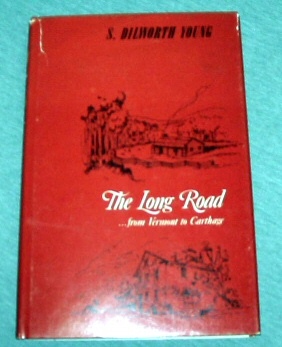 S. DILWORTH YOUNG
The Long Road
...from Vermont to Carthage